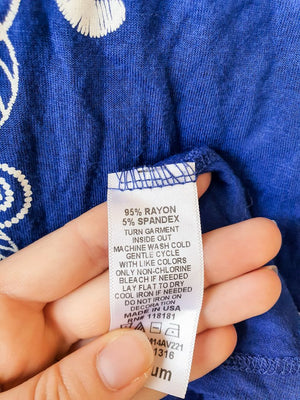 95% RAYON
5% SPANDEX
TURN GARMENT
INSIDE OUT
MACHINE WASH COLD
GENTLE CYCLE
WITH LIKE COLORS
ONLY NON-CHLORINE
BLEACH IF NEEDED
LAY FLAT TO DRY
COOL IRON IF NEEDED
DO NOT IRON ON
DECORATION
MADE IN USA
RN# 118181
14AV221
1316